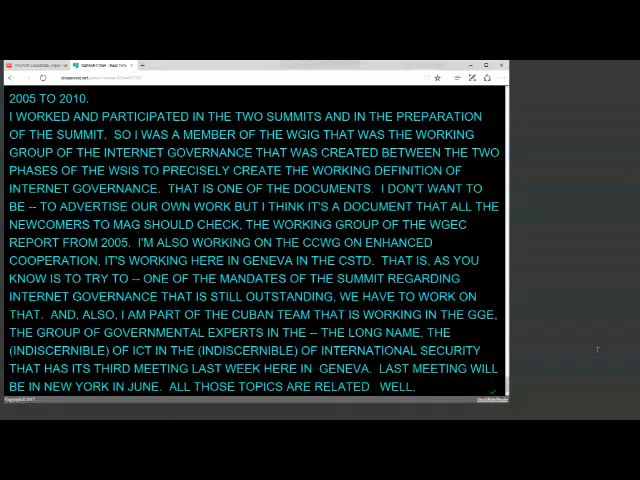 streamtext.net
2005 TO 2010.
I WORKED AND PARTICIPATED IN THE TWO SUMMITS AND IN THE PREPARATION
OF THE SUMMIT.  SO I WAS A MEMBER OF THE WGIG THAT WAS THE WORKING
GROUP OF THE INTERNET GOVERNANCE THAT WAS CREATED BETWEEN THE TWO
PHASES OF THE WSIS TO PRECISELY CREATE THE WORKING DEFINITION OF
INTERNET GOVERNANCE.  THAT IS ONE OF THE DOCUMENTS.  I DON'T WANT TO
BE -- TO ADVERTISE OUR OWN WORK BUT I THINK IT'S A DOCUMENT THAT ALL THE
NEWCOMERS TO MAG SHOULD CHECK, THE WORKING GROUP OF THE WGEC
REPORT FROM 2005.  I'M ALSO WORKING ON THE CCWG ON ENHANCED
COOPERATION, IT'S WORKING HERE IN GENEVA IN THE CSTD.  THAT IS, AS YOU
KNOW IS TO TRY TO -- ONE OF THE MANDATES OF THE SUMMIT REGARDING
INTERNET GOVERNANCE THAT IS STILL OUTSTANDING, WE HAVE TO WORK ON
THAT.  AND, ALSO, I AM PART OF THE CUBAN TEAM THAT IS WORKING IN THE GGE,
THE GROUP OF GOVERNMENTAL EXPERTS IN THE -- THE LONG NAME, THE
(INDISCERNIBLE) OF ICT IN THE (INDISCERNIBLE) OF INTERNATIONAL SECURITY
THAT HAS ITS THIRD MEETING LAST WEEK HERE IN  GENEVA.  LAST MEETING WILL
BE IN NEW YORK IN JUNE.  ALL THOSE TOPICS ARE RELATED   WELL.